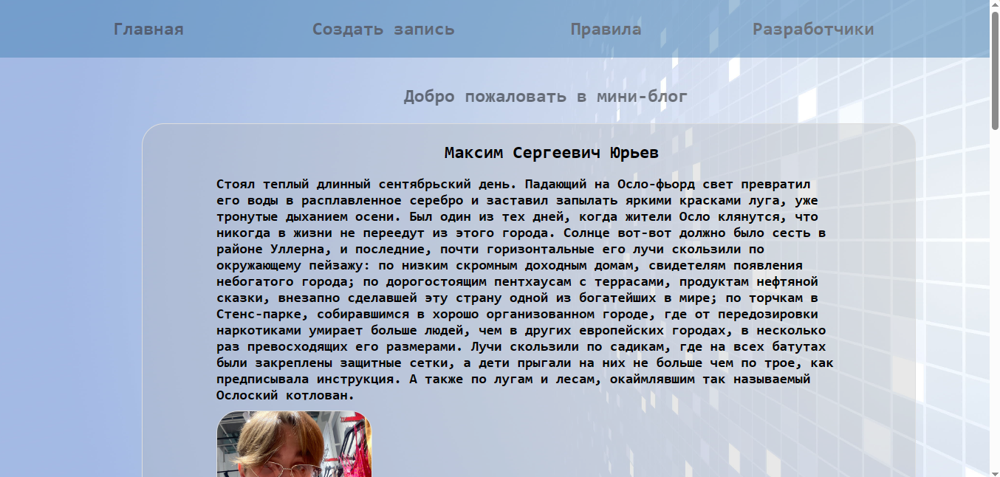 Главная Создать запись Правила Разработчики
Добро пожаловать в мини-блог
Максим Сергеевич Юрьев
Стоял теплый длинный сентябрьский день. Падающий на Осло-фьорд свет превратил
его воды в расплавленное серебро и заставил запылать яркими красками луга, уже
тронутые дыханием осени. Был один из тех дней, когда жители Осло клянутся, что
никогда в жизни не переедут из этого города. Солнце вот-вот должно было сесть в
районе Уллерна, и последние, почти горизонтальные его лучи скользили по
окружающему пейзажу: по низким скромным доходным домам, свидетелям появления
небогатого города; по дорогостоящим пентхаусам с террасами, продуктам нефтяной
сказки, внезапно сделавшей эту страну одной из богатейших в мире; по торчкам в
Стенс-парке, собиравшимся в хорошо организованном городе, где от передозировки
наркотиками умирает больше людей, чем в других европейских городах, в несколько
раз превосходящих его размерами. Лучи скользили по садикам, где на всех батутах
были закреплены защитные сетки, а дети прыгали на них не больше чем по трое, как
предписывала инструкция. А также по лугам и лесам, окаймлявшим так называемый
Ослоский котлован.